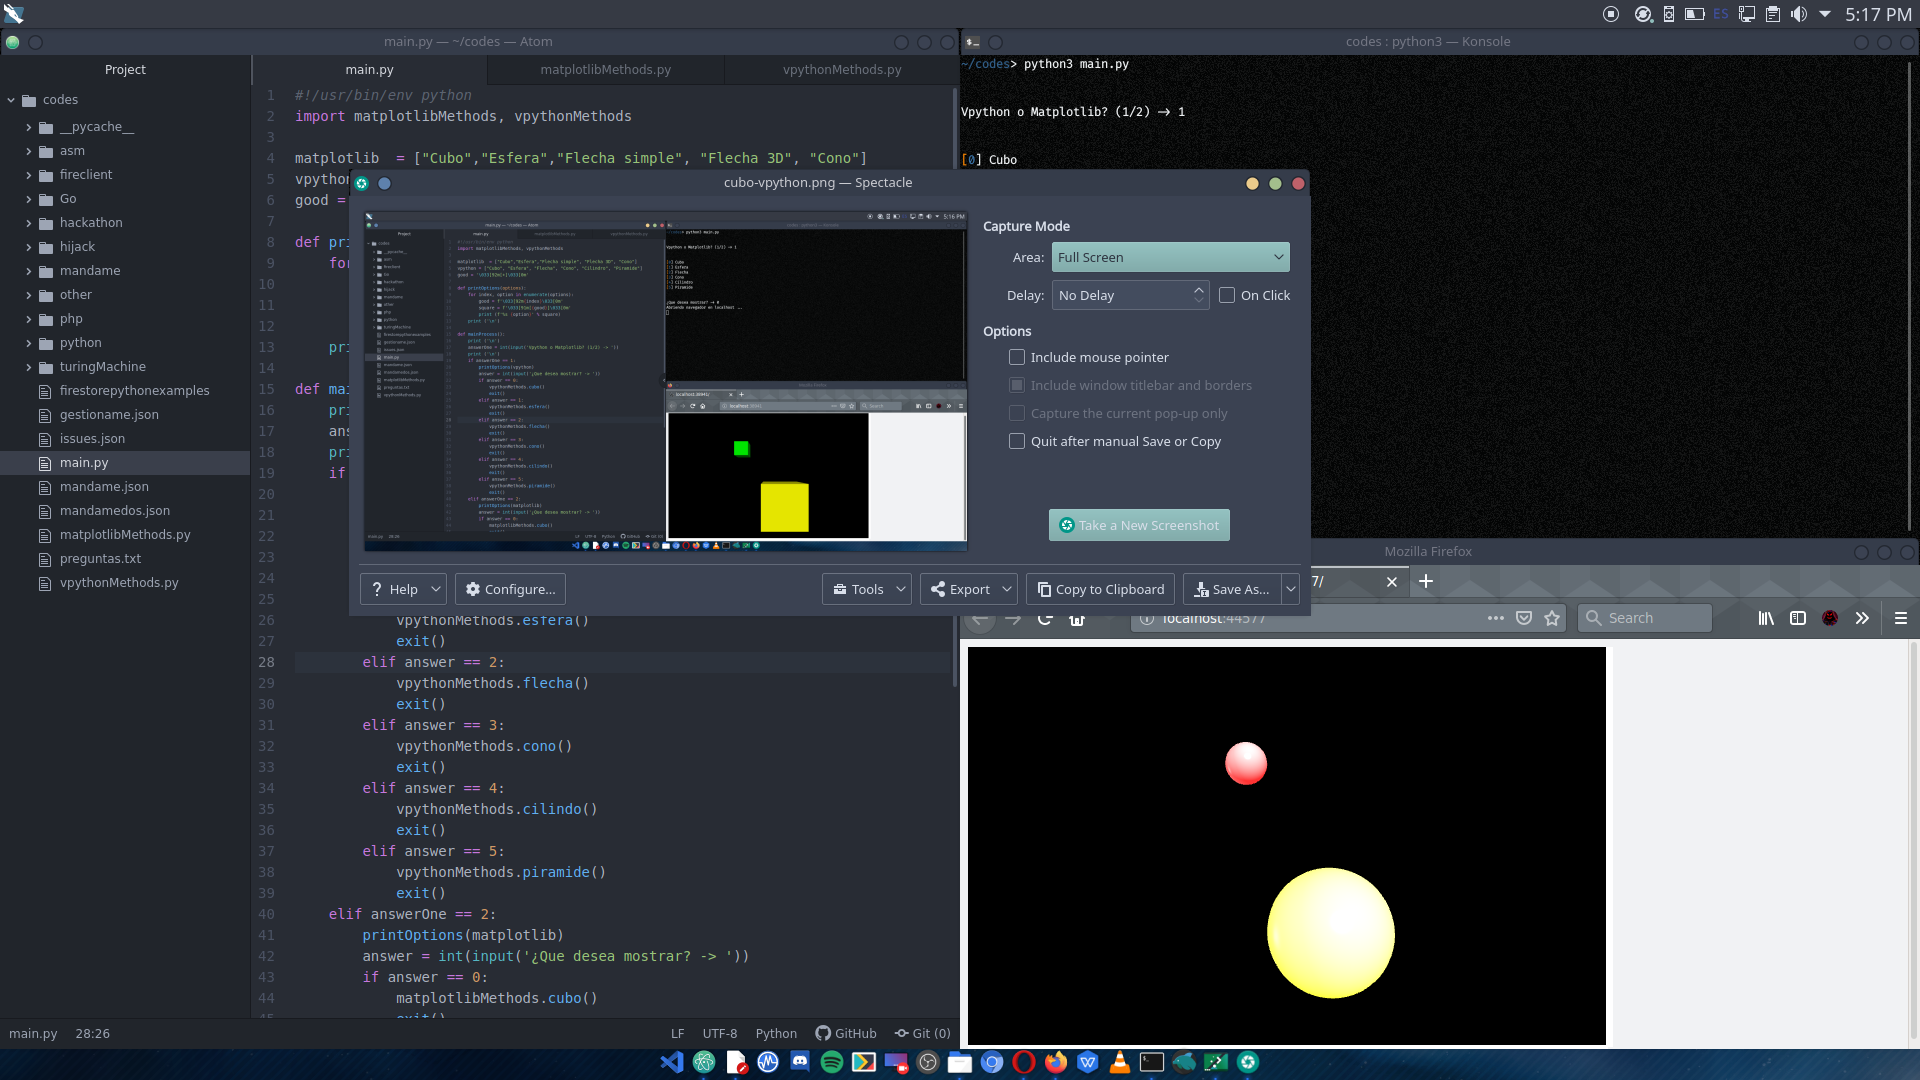 ES 5:17 PM
main.py — ~/codes — Atom
codes : python3 — Konsole
Project
main.py
matplotlibMethods.py
vpythonMethods.py
codes
__pycache__
asm
fireclient
Go
hackathon
hijack
mandame
other
php
python
turingMachine
firestorepythonexamples
gestioname.json
issues.json
main.py
mandame.json
mandamedos.json
matplotlibMethods.py
preguntas.txt
vpythonMethods.py
1 #!/usr/bin/env python
2 import matplotlibMethods, vpythonMethods
3
4 matplotlib  = ["Cubo","Esfera","Flecha simple", "Flecha 3D", "Cono"]
5 vpython
6 good =
7
8 def pri
9 for
10
11
12
13 pri
14
15 def mai
16 pri
17 ans
18 pri
19 if
20
21
22
23
24
25
26 vpythonMethods.esfera()
27 exit()
28 elif answer == 2:
29 vpythonMethods.flecha()
30 exit()
31 elif answer == 3:
32 vpythonMethods.cono()
33 exit()
34 elif answer == 4:
35 vpythonMethods.cilindo()
36 exit()
37 elif answer == 5:
38 vpythonMethods.piramide()
39 exit()
40 elif answerOne == 2:
41 printOptions(matplotlib)
42 answer = int(input('¿Que desea mostrar? -> '))
43 if answer == 0:
44 matplotlibMethods.cubo()
45 exit()
main.py 28:26
LF UTF-8 Python GitHub Git (0)
~/codes> python3 main.py
Vpython o Matplotlib? (1/2) -> 1
[0] Cubo
cubo-vpython.png — Spectacle
Capture Mode
Area: Full Screen
Delay: No Delay On Click
Options
Include mouse pointer
Include window titlebar and borders
Capture the current pop-up only
Quit after manual Save or Copy
Take a New Screenshot
? Help Configure... Tools Export Copy to Clipboard Save As...
Mozilla Firefox
7/
localhost:44577
Search